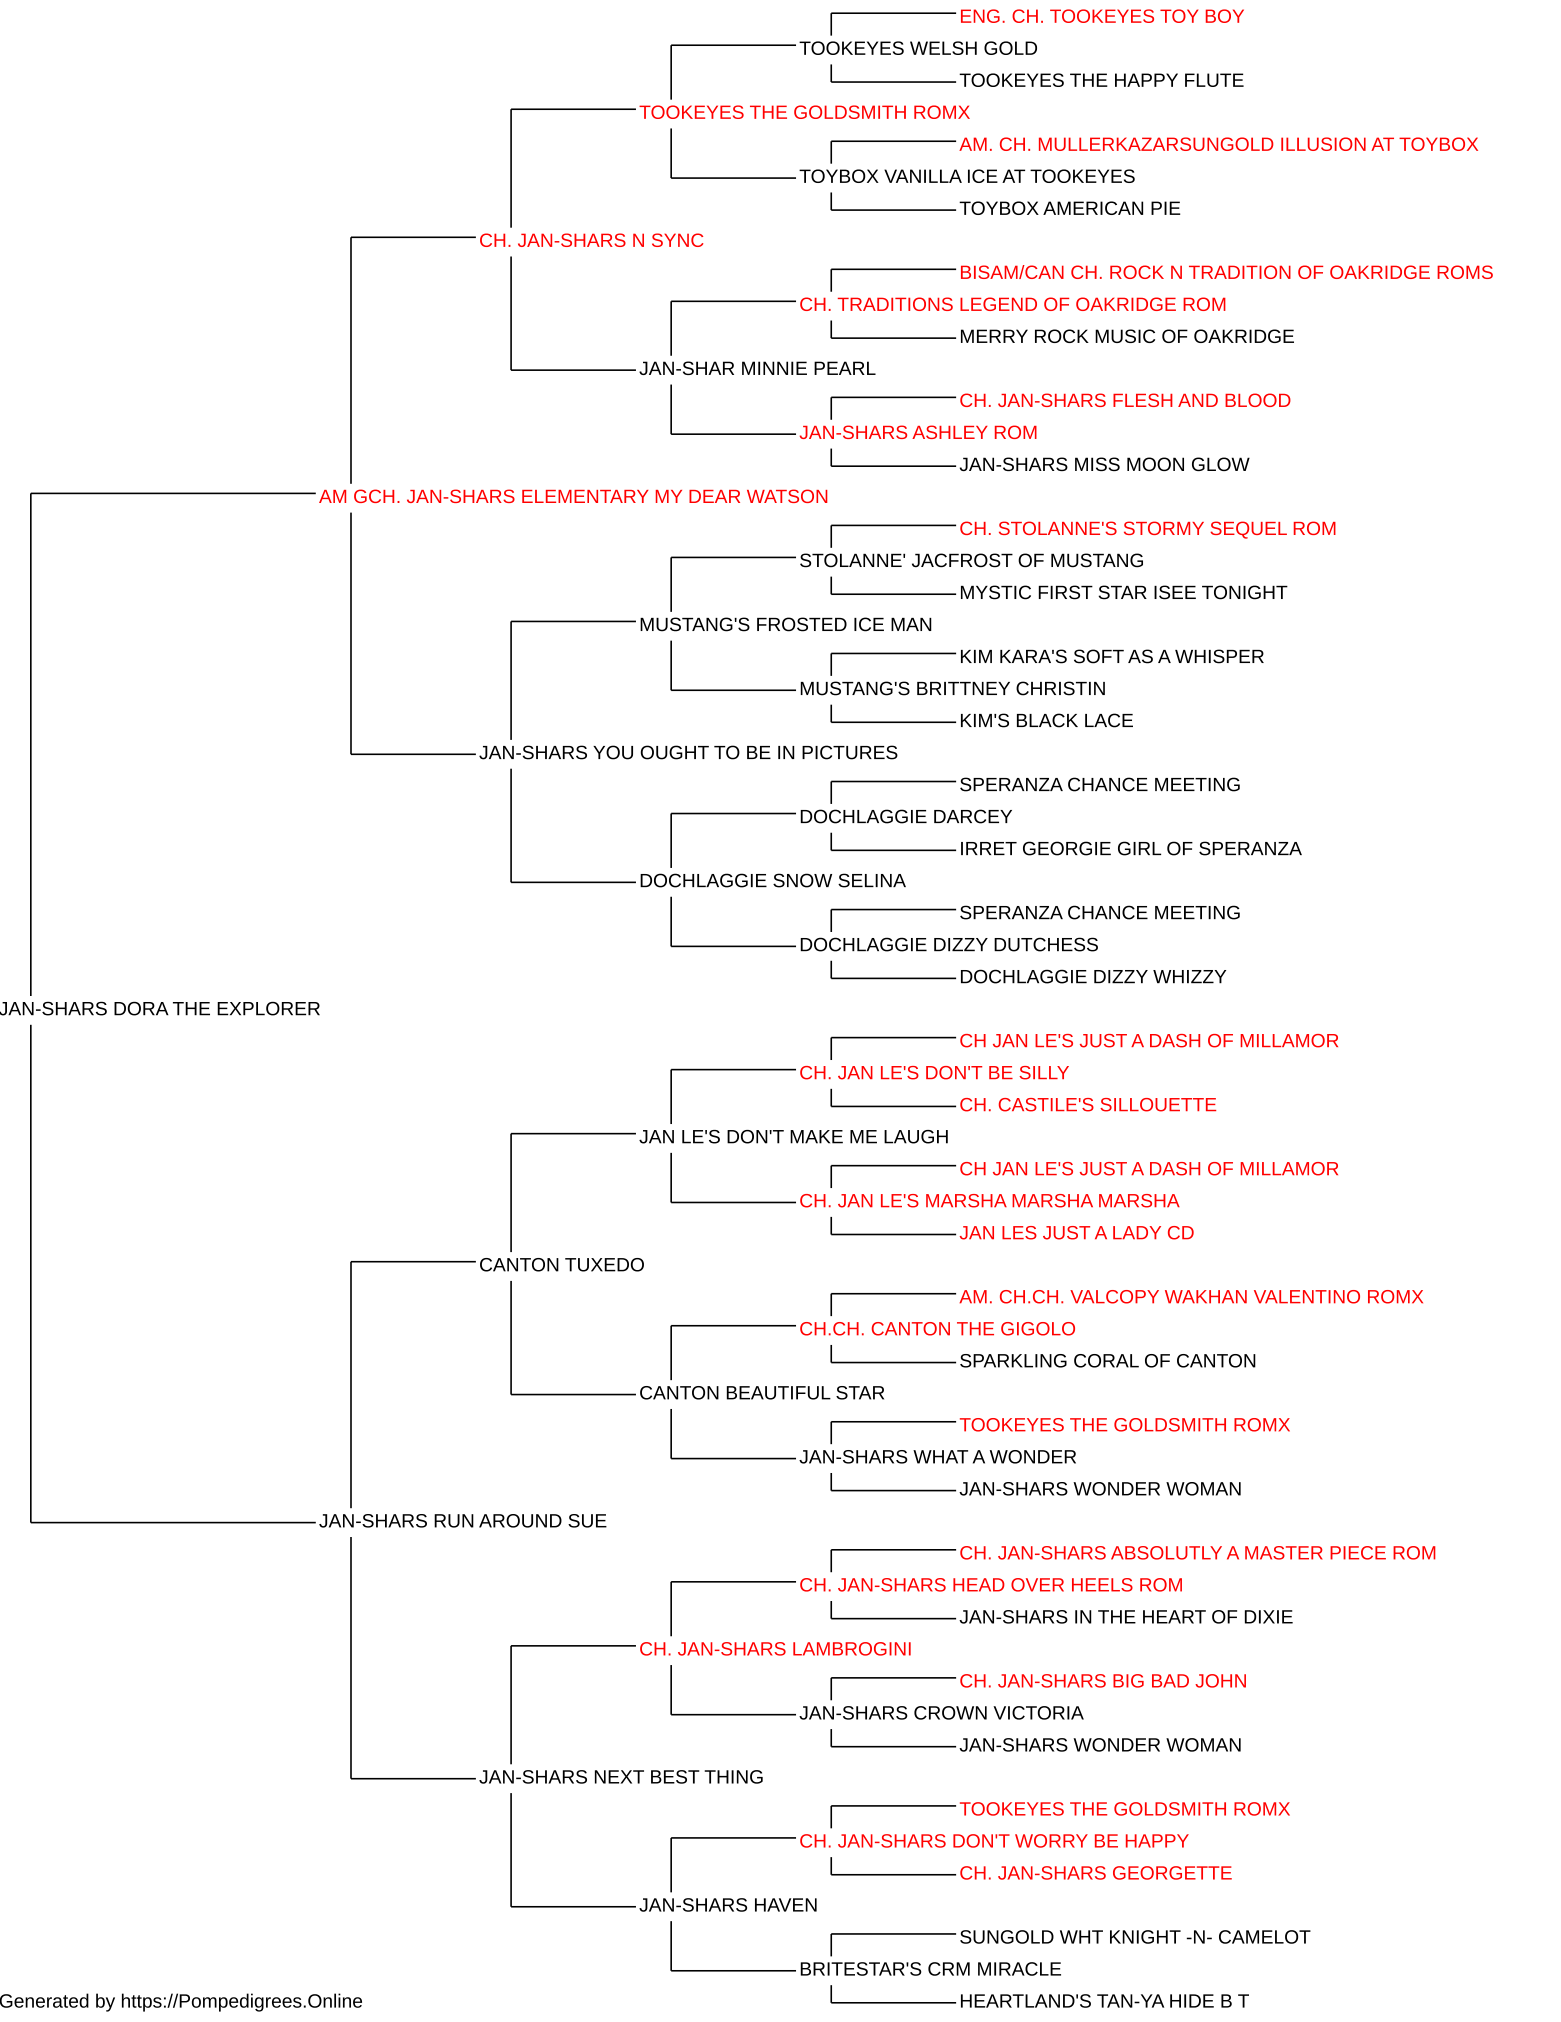 ENG. CH. TOOKEYES TOY BOY
TOOKEYES WELSH GOLD
TOOKEYES THE HAPPY FLUTE
TOOKEYES THE GOLDSMITH ROMX
AM. CH. MULLERKAZARSUNGOLD ILLUSION AT TOYBOX
TOYBOX VANILLA ICE AT TOOKEYES
TOYBOX AMERICAN PIE
CH. JAN-SHARS N SYNC
BISAM/CAN CH. ROCK N TRADITION OF OAKRIDGE ROMS
CH. TRADITIONS LEGEND OF OAKRIDGE ROM
MERRY ROCK MUSIC OF OAKRIDGE
JAN-SHAR MINNIE PEARL
CH. JAN-SHARS FLESH AND BLOOD
JAN-SHARS ASHLEY ROM
JAN-SHARS MISS MOON GLOW
AM GCH. JAN-SHARS ELEMENTARY MY DEAR WATSON
CH. STOLANNE'S STORMY SEQUEL ROM
STOLANNE' JACFROST OF MUSTANG
MYSTIC FIRST STAR ISEE TONIGHT
MUSTANG'S FROSTED ICE MAN
KIM KARA'S SOFT AS A WHISPER
MUSTANG'S BRITTNEY CHRISTIN
KIM'S BLACK LACE
JAN-SHARS YOU OUGHT TO BE IN PICTURES
SPERANZA CHANCE MEETING
DOCHLAGGIE DARCEY
IRRET GEORGIE GIRL OF SPERANZA
DOCHLAGGIE SNOW SELINA
SPERANZA CHANCE MEETING
DOCHLAGGIE DIZZY DUTCHESS
DOCHLAGGIE DIZZY WHIZZY
JAN-SHARS DORA THE EXPLORER
CH JAN LE'S JUST A DASH OF MILLAMOR
CH. JAN LE'S DON'T BE SILLY
CH. CASTILE'S SILLOUETTE
JAN LE'S DON'T MAKE ME LAUGH
CH JAN LE'S JUST A DASH OF MILLAMOR
CH. JAN LE'S MARSHA MARSHA MARSHA
JAN LES JUST A LADY CD
CANTON TUXEDO
AM. CH.CH. VALCOPY WAKHAN VALENTINO ROMX
CH.CH. CANTON THE GIGOLO
SPARKLING CORAL OF CANTON
CANTON BEAUTIFUL STAR
TOOKEYES THE GOLDSMITH ROMX
JAN-SHARS WHAT A WONDER
JAN-SHARS WONDER WOMAN
JAN-SHARS RUN AROUND SUE
CH. JAN-SHARS ABSOLUTLY A MASTER PIECE ROM
CH. JAN-SHARS HEAD OVER HEELS ROM
JAN-SHARS IN THE HEART OF DIXIE
CH. JAN-SHARS LAMBROGINI
CH. JAN-SHARS BIG BAD JOHN
JAN-SHARS CROWN VICTORIA
JAN-SHARS WONDER WOMAN
JAN-SHARS NEXT BEST THING
TOOKEYES THE GOLDSMITH ROMX
CH. JAN-SHARS DON'T WORRY BE HAPPY
CH. JAN-SHARS GEORGETTE
JAN-SHARS HAVEN
SUNGOLD WHT KNIGHT -N- CAMELOT
BRITESTAR'S CRM MIRACLE
HEARTLAND'S TAN-YA HIDE B T
Generated by https://Pompedigrees.Online